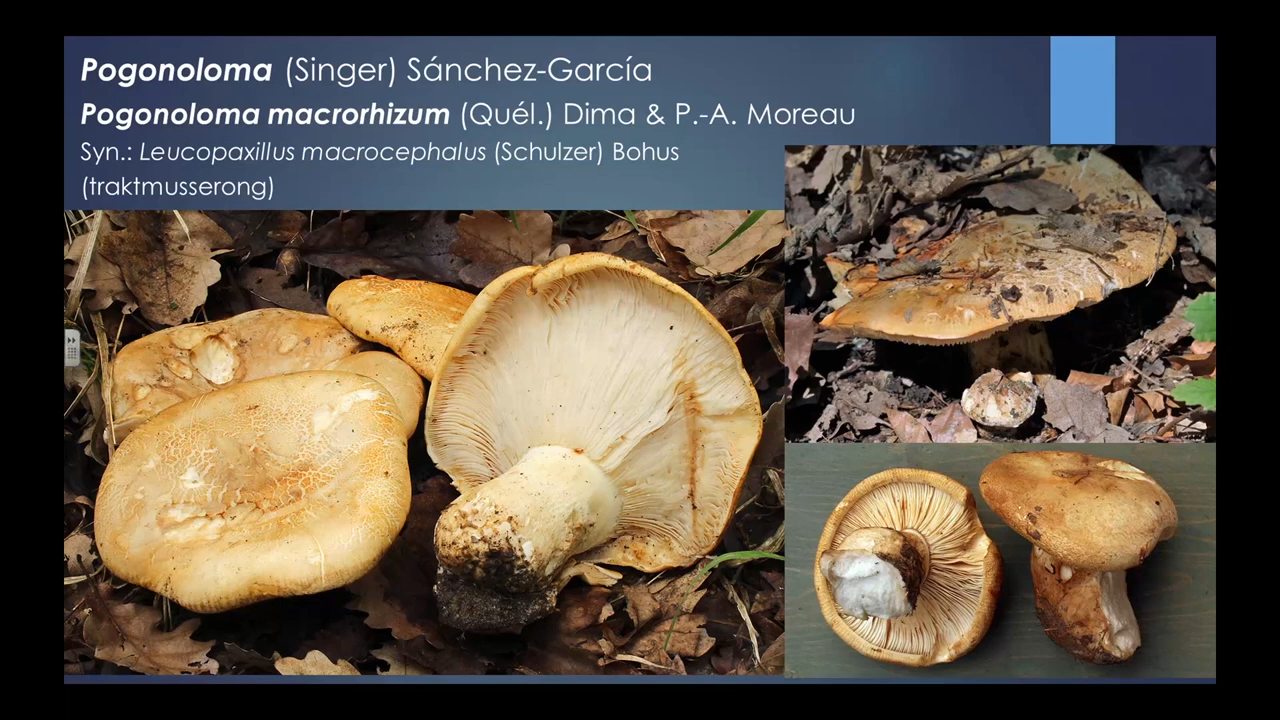 Pogonoloma (Singer) Sánchez-García
Pogonoloma macrorhizum (Quél.) Dima & P.-A. Moreau
Syn.: Leucopaxillus macrocephalus (Schulzer) Bohus
(traktmusserong)